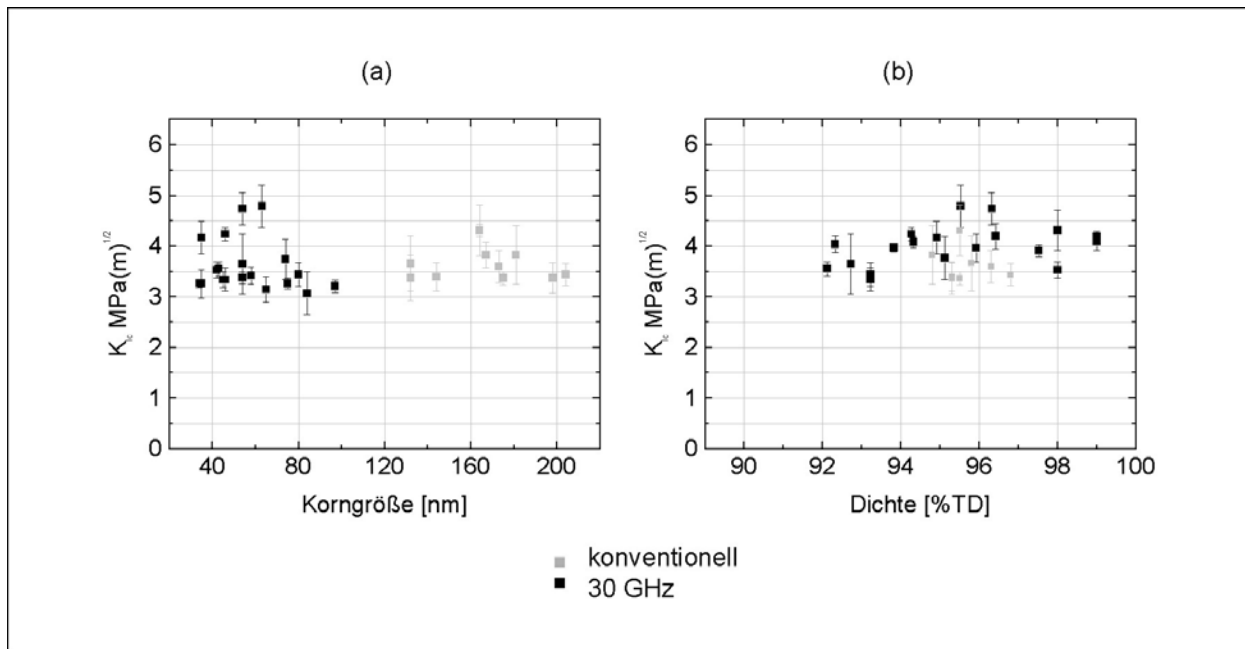 (a)
(b)
K_Ic MPa(m)^1/2
6
5
4
3
2
1
0
40 80 120 160 200
Korngröße [nm]
K_Ic MPa(m)^1/2
6
5
4
3
2
1
0
90 92 94 96 98 100
Dichte [%TD]
konventionell
30 GHz